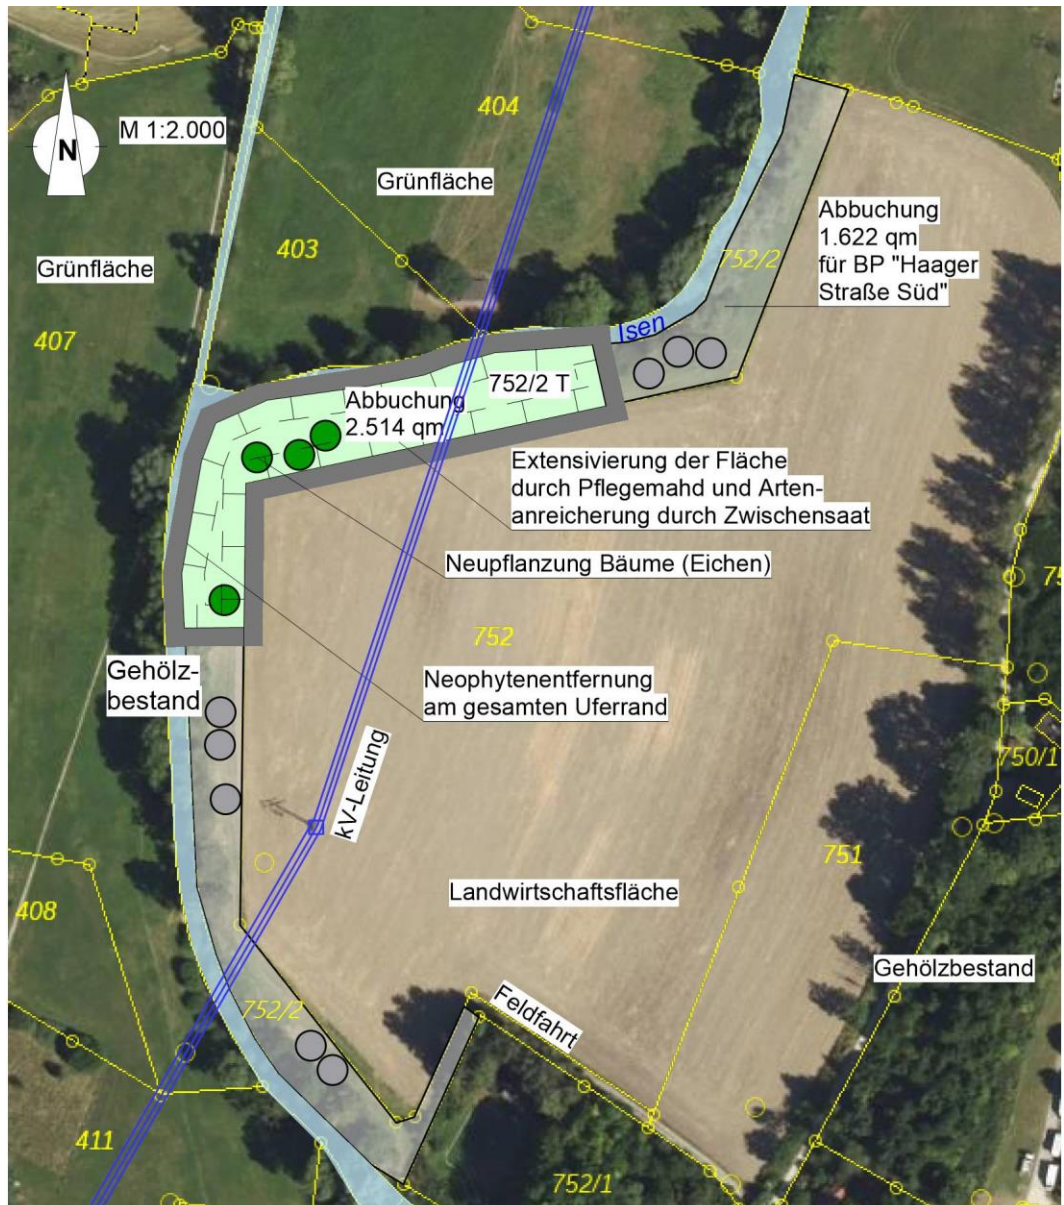 404
M 1:2.000
N
Grünfläche
Abbuchung
1.622 qm
für BP "Haager
Straße Süd"
403
752/2
Grünfläche
407
Isen
752/2 T
Abbuchung
2.514 qm
Extensivierung der Fläche
durch Pflegemahd und Arten-
anreicherung durch Zwischensaat
Neupflanzung Bäume (Eichen)
752
Gehölz-
bestand
Neophytenentfernung
am gesamten Uferrand
750/1
kV-Leitung
751
Landwirtschaftsfläche
408
Gehölzbestand
752/2
Feldfahrt
411
752/1